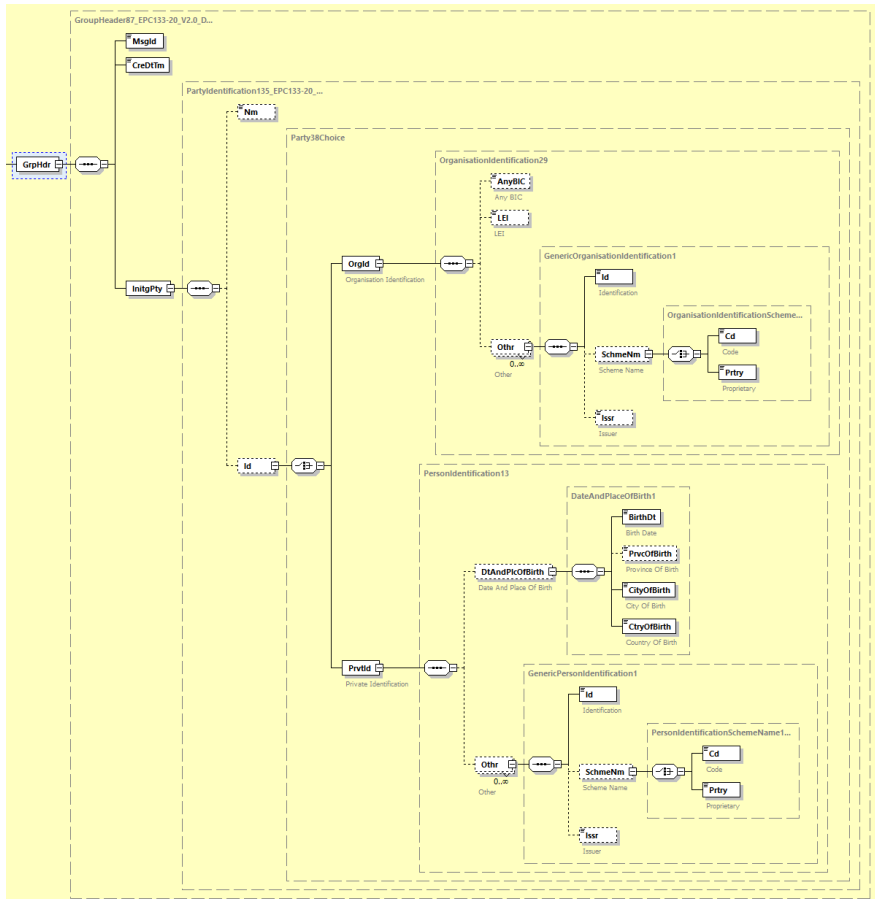 GroupHeader87_EPC133-20_V2.0_D...
MsgId
CreDtTm
PartyIdentification135_EPC133-20_...
Nm
Party38Choice
OrganisationIdentification29
GrpHdr
AnyBIC
Any BIC
LEI
LEI
GenericOrganisationIdentification1
OrgId
Organisation Identification
Id
Identification
InitgPty
OrganisationIdentificationScheme...
Cd
Code
Othr
0..∞
Other
SchmeNm
Scheme Name
Prtry
Proprietary
Issr
Issuer
Id
PersonIdentification13
DateAndPlaceOfBirth1
BirthDt
Birth Date
PrvcOfBirth
Province Of Birth
DtAndPlcOfBirth
Date And Place Of Birth
CityOfBirth
City Of Birth
CtryOfBirth
Country Of Birth
PrvtId
Private Identification
GenericPersonIdentification1
Id
Identification
PersonIdentificationSchemeName1...
Cd
Code
Othr
0..∞
Other
SchmeNm
Scheme Name
Prtry
Proprietary
Issr
Issuer